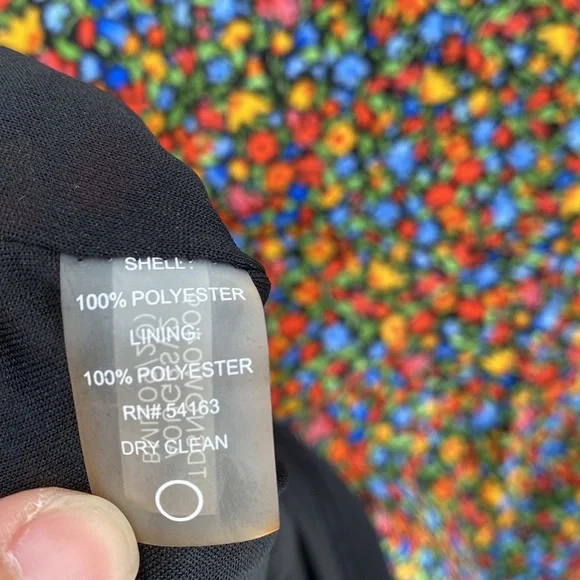 SHELL:
100% POLYESTER
LINING:
100% POLYESTER
RN# 54163
DRY CLEAN